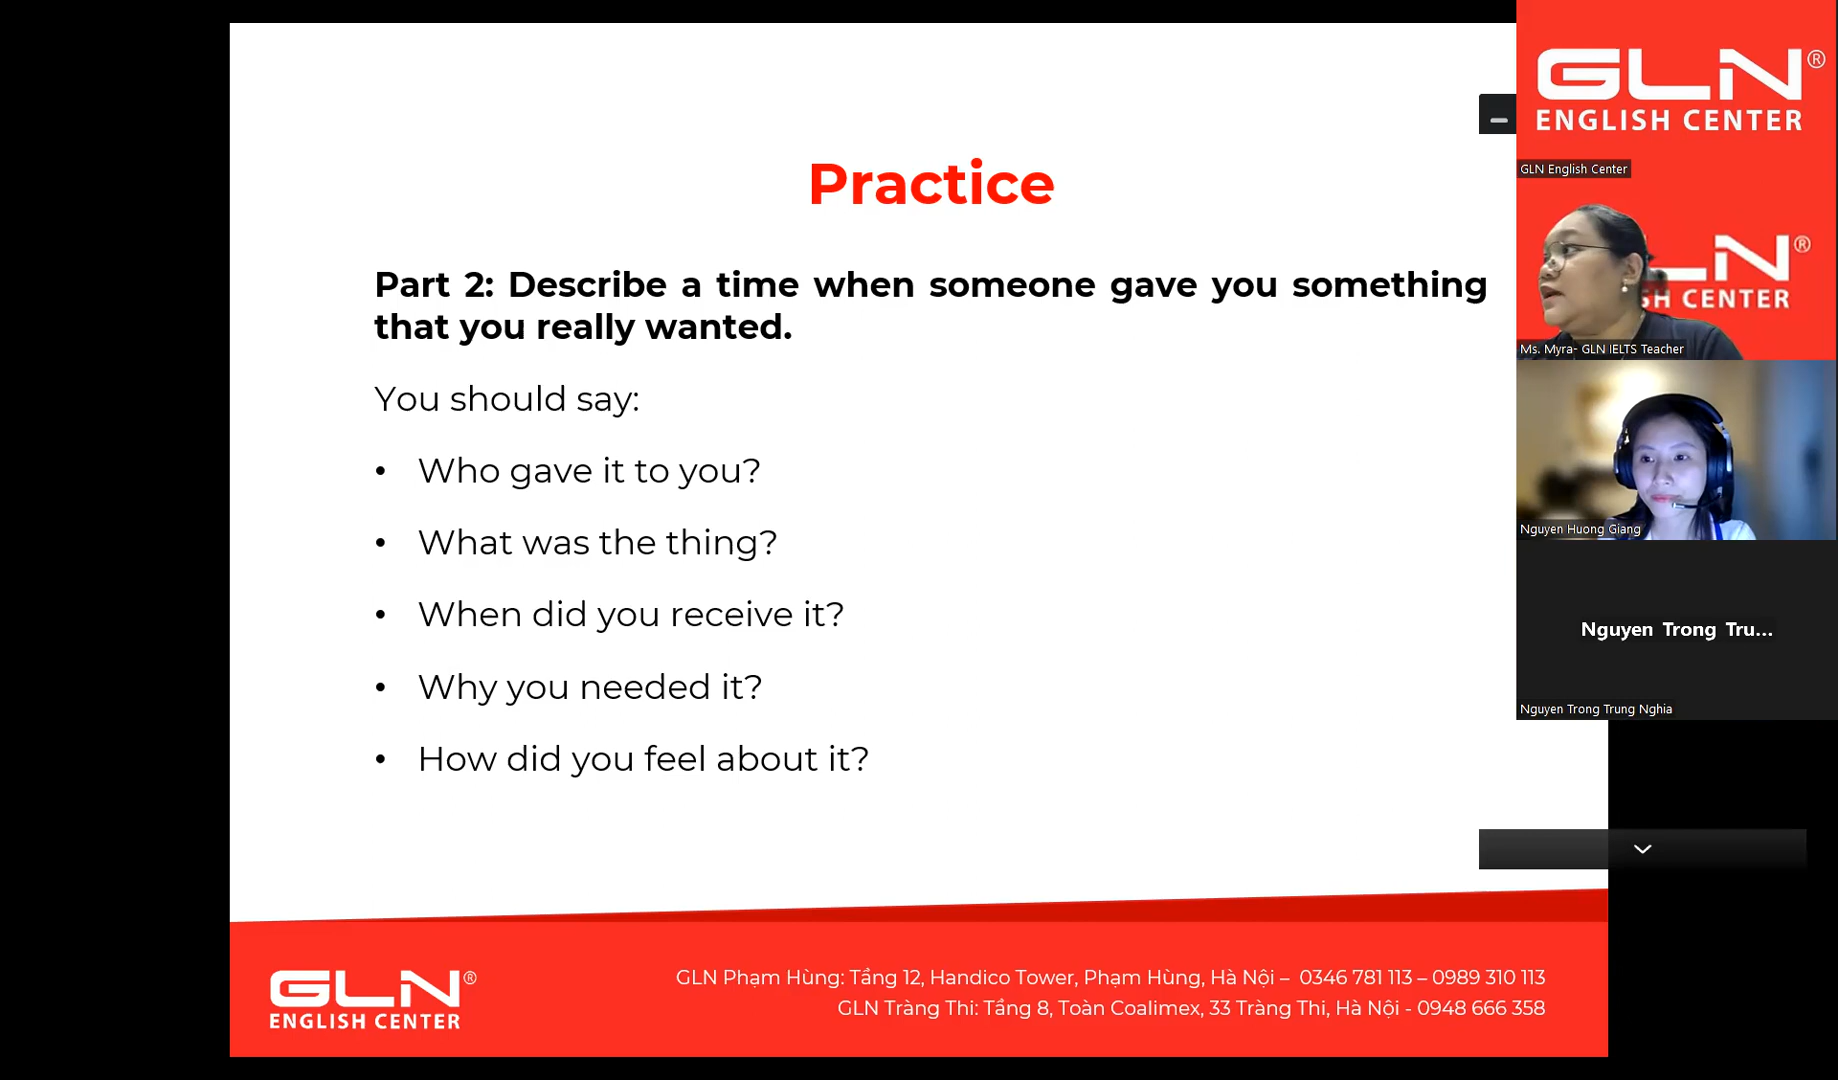 Practice
Part 2: Describe a time when someone gave you something
that you really wanted.
You should say:
• Who gave it to you?
• What was the thing?
• When did you receive it?
• Why you needed it?
• How did you feel about it?
GLN®
ENGLISH CENTER
GLN Phạm Hùng: Tầng 12, Handico Tower, Phạm Hùng, Hà Nội – 0346 781 113 – 0989 310 113
GLN Tràng Thi: Tầng 8, Toàn Coalimex, 33 Tràng Thi, Hà Nội - 0948 666 358
GLN®
ENGLISH CENTER
GLN English Center
LN®
SH CENTER
Ms. Myra- GLN IELTS Teacher
Nguyen Huong Giang
Nguyen Trong Tru...
Nguyen Trong Trung Nghia